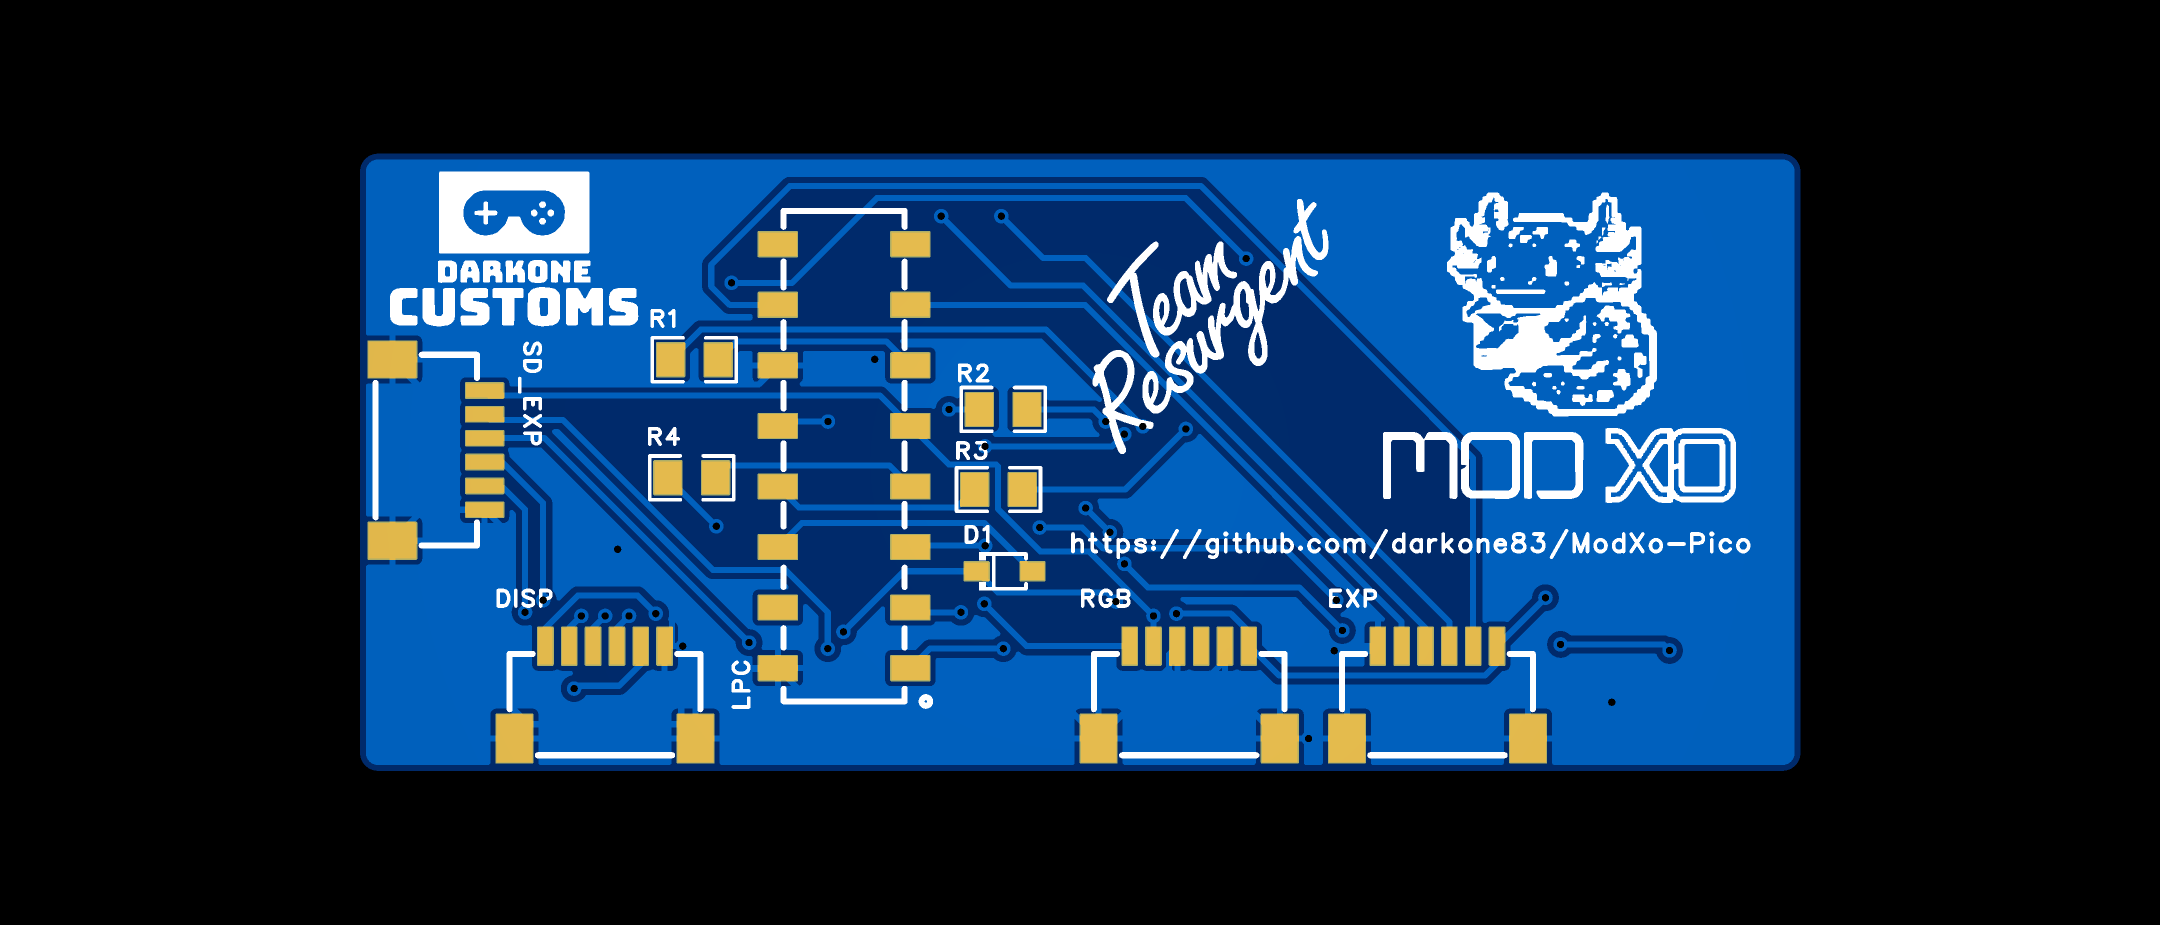 DARKONE
CUSTOMS
R1
SD_EXP
R4
R2
R3
D1
Team
Resurgent
MOD XO
https://github.com/darkone83/ModXo-Pico
DISP
LPC
RGB
EXP